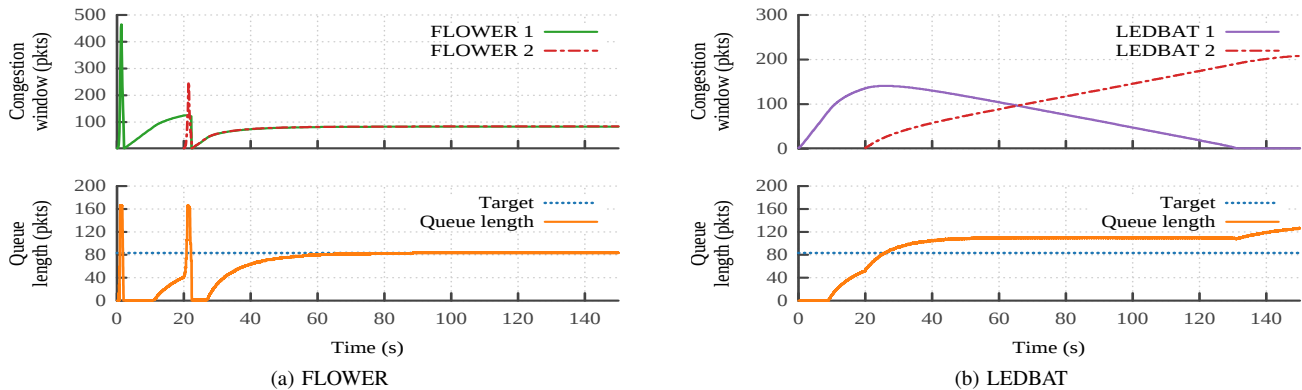 Congestion
window (pkts)
500
400
300
200
100
FLOWER 1
FLOWER 2
Queue
length (pkts)
200
160
120
80
40
0
Target
Queue length
0 20 40 60 80 100 120 140
Time (s)
(a) FLOWER
Congestion
window (pkts)
300
200
100
0
LEDBAT 1
LEDBAT 2
Queue
length (pkts)
200
160
120
80
40
0
Target
Queue length
0 20 40 60 80 100 120 140
Time (s)
(b) LEDBAT